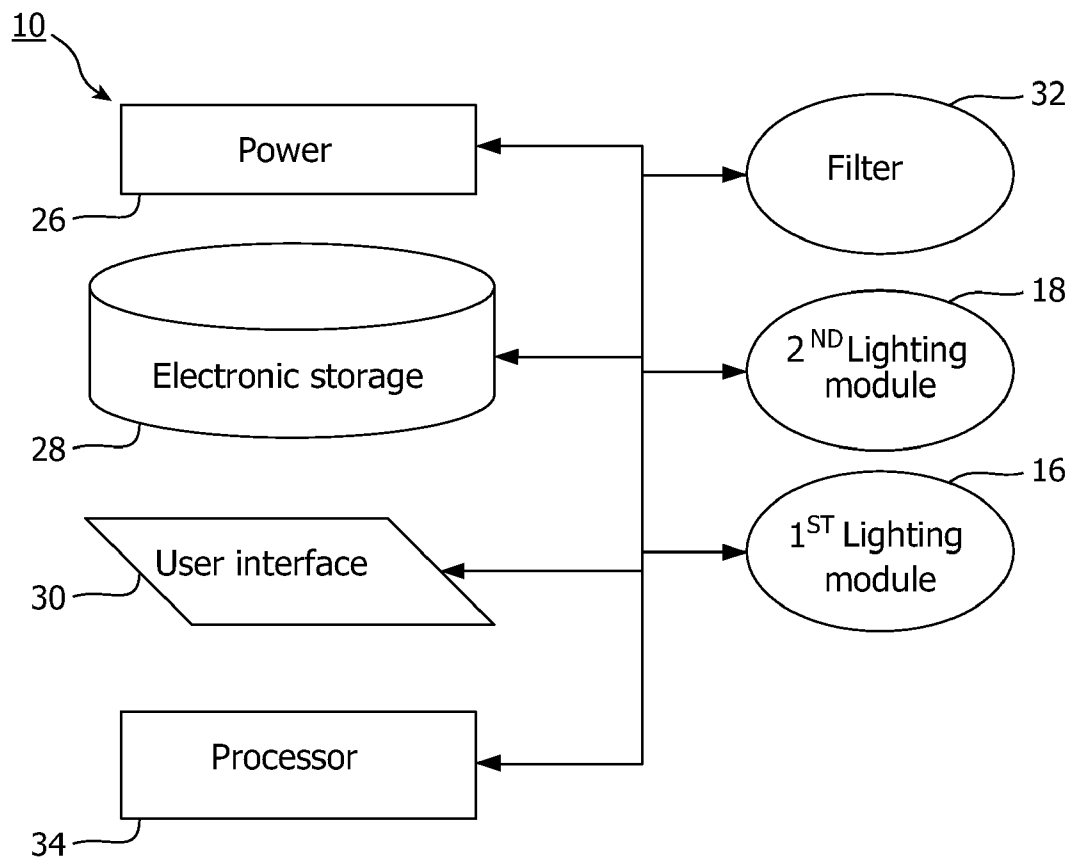 10
Power
26
Electronic storage
28
User interface
30
Processor
34
Filter
32
2ND Lighting
module
18
1ST Lighting
module
16